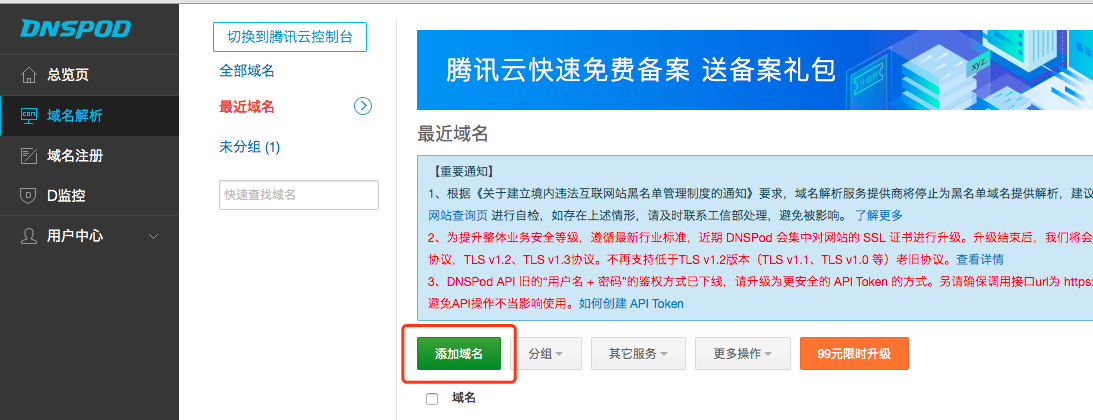 DNSPOD
总览页
域名解析
域名注册
D监控
用户中心
切换到腾讯云控制台
全部域名
最近域名
未分组 (1)
快速查找域名
腾讯云快速免费备案 送备案礼包
xyz.
最近域名
【重要通知】
1、根据《关于建立境内违法互联网站黑名单管理制度的通知》要求，域名解析服务提供商将停止为黑名单域名提供解析，建议
网站查询页 进行自检，如存在上述情形，请及时联系工信部处理，避免被影响。 了解更多
2、为提升整体业务安全等级，遵循最新行业标准，近期 DNSPod 会集中对网站的 SSL 证书进行升级。升级结束后，我们将会
协议，TLS v1.2、TLS v1.3协议。不再支持低于TLS v1.2版本（TLS v1.1、TLS v1.0 等）老旧协议。查看详情
3、DNSPod API 旧的“用户名 + 密码”的鉴权方式已下线，请升级为更安全的 API Token 的方式。另请确保调用接口url为 https:
避免API操作不当影响使用。如何创建 API Token
添加域名
分组
其它服务
更多操作
99元限时升级
域名